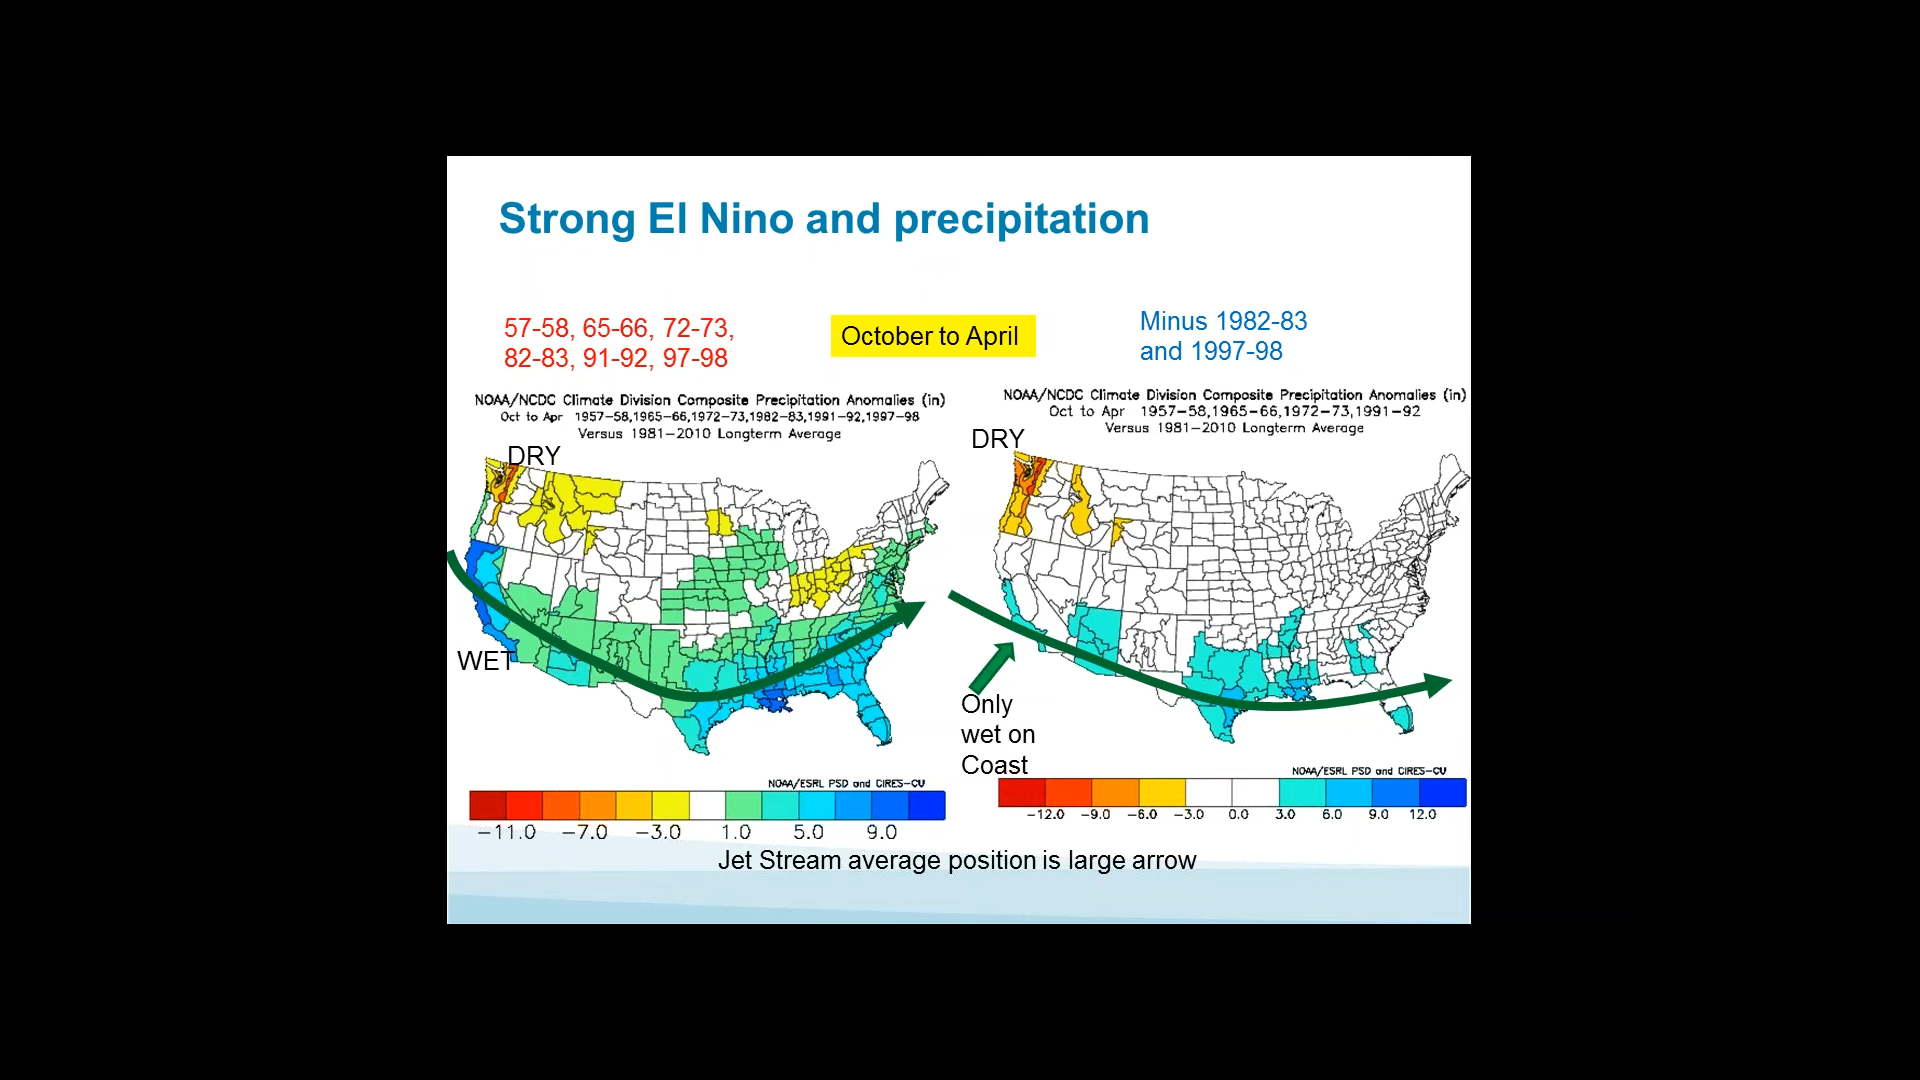 Strong El Nino and precipitation
57-58, 65-66, 72-73,
82-83, 91-92, 97-98
October to April
Minus 1982-83
and 1997-98
NOAA/NCDC Climate Division Composite Precipitation Anomalies (in)
Oct to Apr 1957-58,1965-66,1972-73,1982-83,1991-92,1997-98
Versus 1981-2010 Longterm Average
DRY
WET
NOAA/ESRL PSD and CIRES-CU
-11.0 -7.0 -3.0 1.0 5.0 9.0
NOAA/NCDC Climate Division Composite Precipitation Anomalies (in)
Oct to Apr 1957-58,1965-66,1972-73,1991-92
Versus 1981-2010 Longterm Average
DRY
Only
wet on
Coast
NOAA/ESRL PSD and CIRES-CU
-12.0 -9.0 -6.0 -3.0 0.0 3.0 6.0 9.0 12.0
Jet Stream average position is large arrow